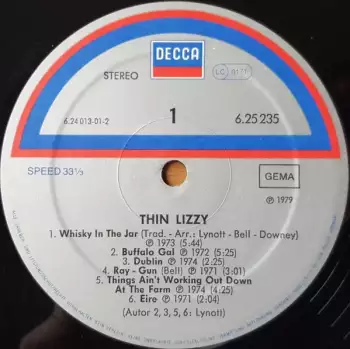 DECCA
STEREO
LC 0171
6.24 013-01-2
1
6.25 235
SPEED 33⅓
GEMA
℗ 1979
THIN LIZZY
1. Whisky In The Jar (Trad. - Arr.: Lynott - Bell - Downey)
℗ 1973 (5:44)
2. Buffalo Gal ℗ 1972 (5:25)
3. Dublin ℗ 1974 (2:25)
4. Ray - Gun (Bell) ℗ 1971 (3:01)
5. Things Ain't Working Out Down
At The Farm ℗ 1974 (4:25)
6. Eire ℗ 1971 (2:04)
(Autor 2, 3, 5, 6: Lynott)